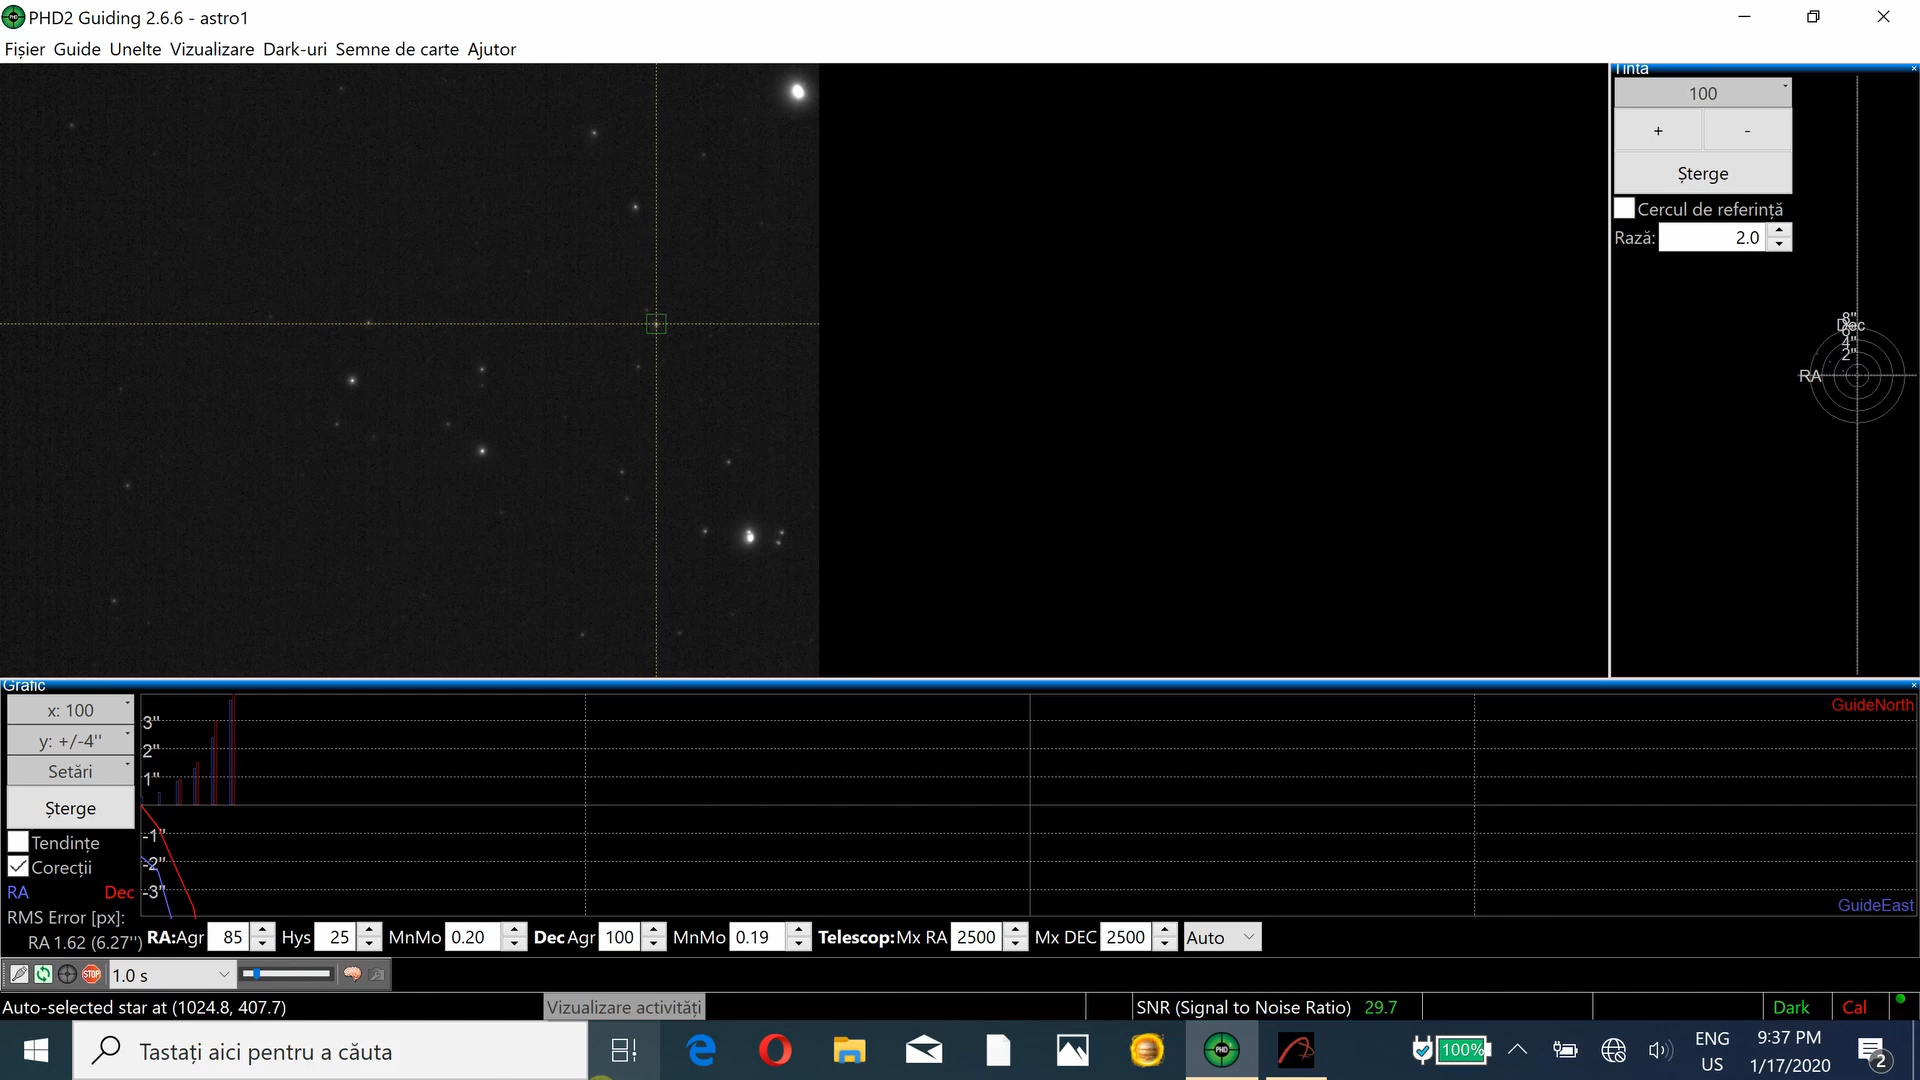 PHD2 Guiding 2.6.6 - astro1
Fișier Guide Unelte Vizualizare Dark-uri Semne de carte Ajutor
Tinta
100
+ -
Șterge
Cercul de referință
Rază: 2.0
8"
Dec
4"
2"
RA
Grafic
x: 100
y: +/-4''
Setări
Șterge
Tendințe
Corecții
RA Dec
RMS Error [px]:
RA 1.62 (6.27'')
3"
2"
1"
-1"
-2"
-3"
GuideNorth
GuideEast
RA:Agr 85 Hys 25 MnMo 0.20 Dec Agr 100 MnMo 0.19 Telescop:Mx RA 2500 Mx DEC 2500 Auto
STOP 1.0 s
Auto-selected star at (1024.8, 407.7) Vizualizare activități SNR (Signal to Noise Ratio) 29.7 Dark Cal
Tastați aici pentru a căuta
PHD
100%
ENG
US
9:37 PM
1/17/2020
2